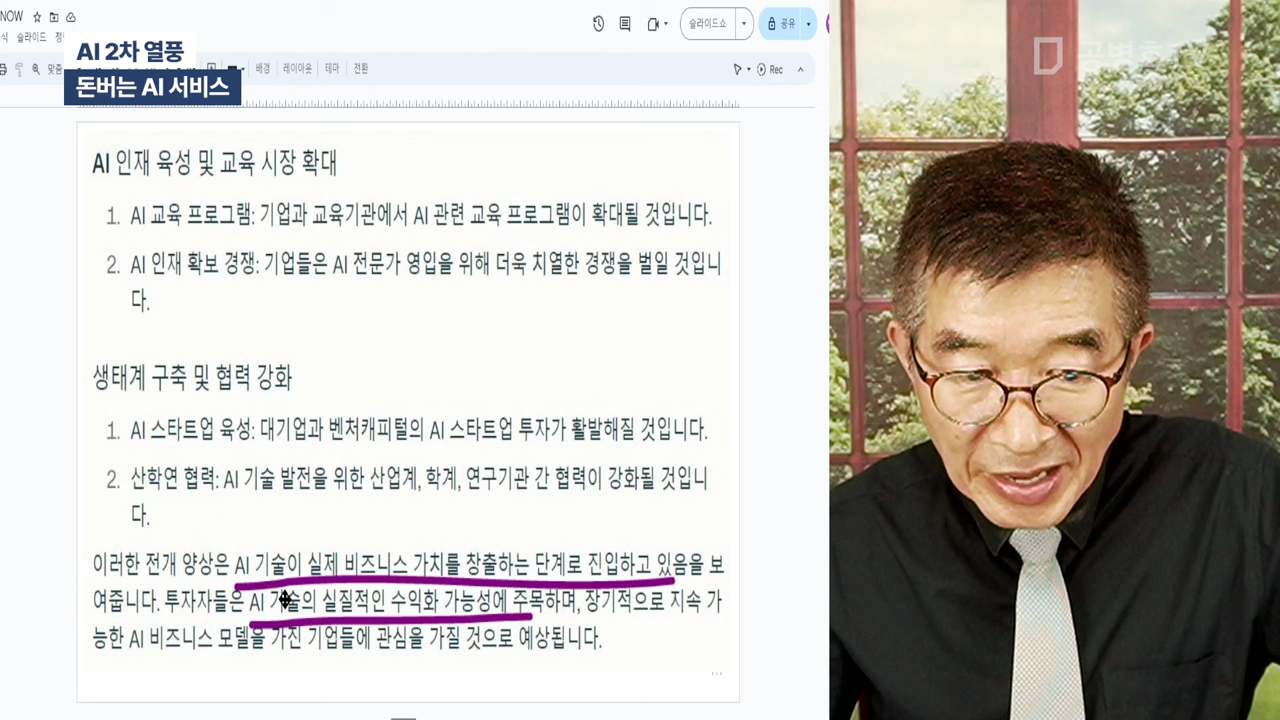 NOW
식 슬라이드
AI 2차 열풍
돈버는 AI 서비스
맞춤
배경 레이아웃 테마 전환
슬라이드쇼
공유
Rec
공병호TV
AI 인재 육성 및 교육 시장 확대
1. AI 교육 프로그램: 기업과 교육기관에서 AI 관련 교육 프로그램이 확대될 것입니다.
2. AI 인재 확보 경쟁: 기업들은 AI 전문가 영입을 위해 더욱 치열한 경쟁을 벌일 것입니
다.
생태계 구축 및 협력 강화
1. AI 스타트업 육성: 대기업과 벤처캐피털의 AI 스타트업 투자가 활발해질 것입니다.
2. 산학연 협력: AI 기술 발전을 위한 산업계, 학계, 연구기관 간 협력이 강화될 것입니
다.
이러한 전개 양상은 AI 기술이 실제 비즈니스 가치를 창출하는 단계로 진입하고 있음을 보
여줍니다. 투자자들은 AI 기술의 실질적인 수익화 가능성에 주목하며, 장기적으로 지속 가
능한 AI 비즈니스 모델을 가진 기업들에 관심을 가질 것으로 예상됩니다.